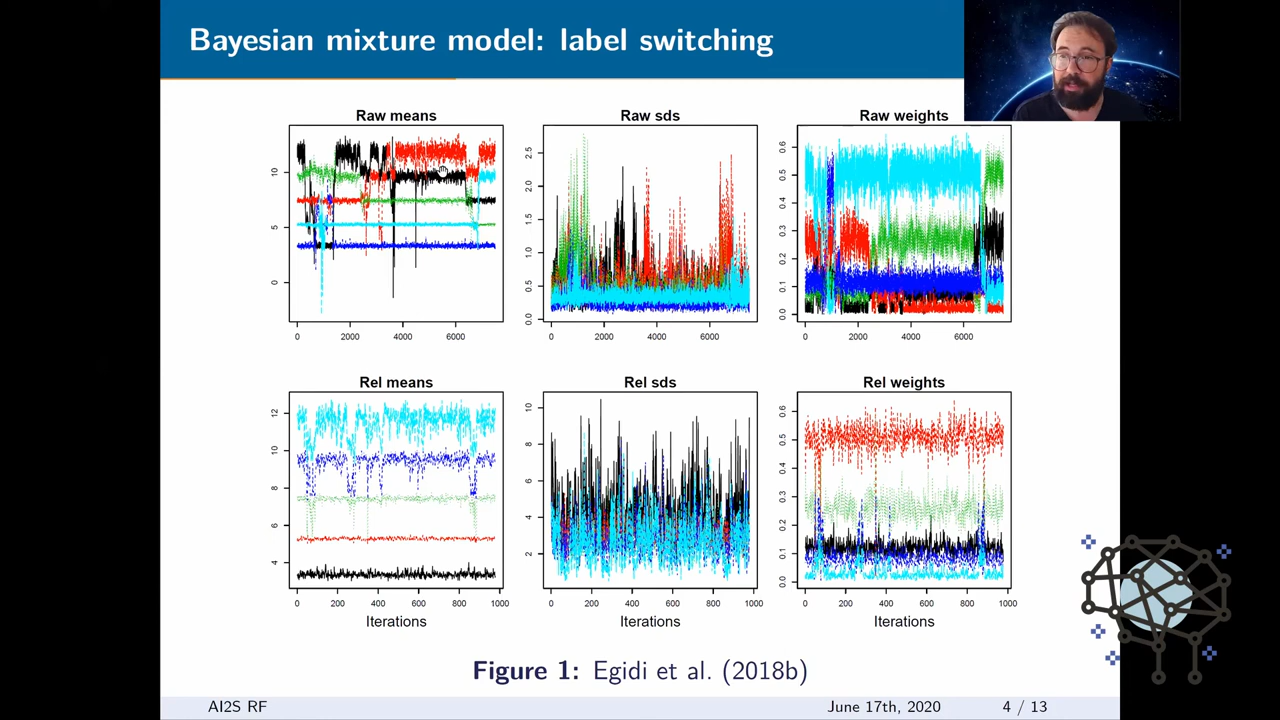 Bayesian mixture model: label switching
Raw means
Raw sds
Raw weights
10
5
0
0 2000 4000 6000
2.5
2.0
1.5
1.0
0.5
0.0
0 2000 4000 6000
0.6
0.5
0.4
0.3
0.2
0.1
0.0
0 2000 4000 6000
Rel means
Rel sds
Rel weights
12
10
8
6
4
0 200 400 600 800 1000
Iterations
10
8
6
4
2
0 200 400 600 800 1000
Iterations
0.6
0.5
0.4
0.3
0.2
0.1
0.0
0 200 400 600 800 1000
Iterations
Figure 1: Egidi et al. (2018b)
AI2S RF
June 17th, 2020
4 / 13